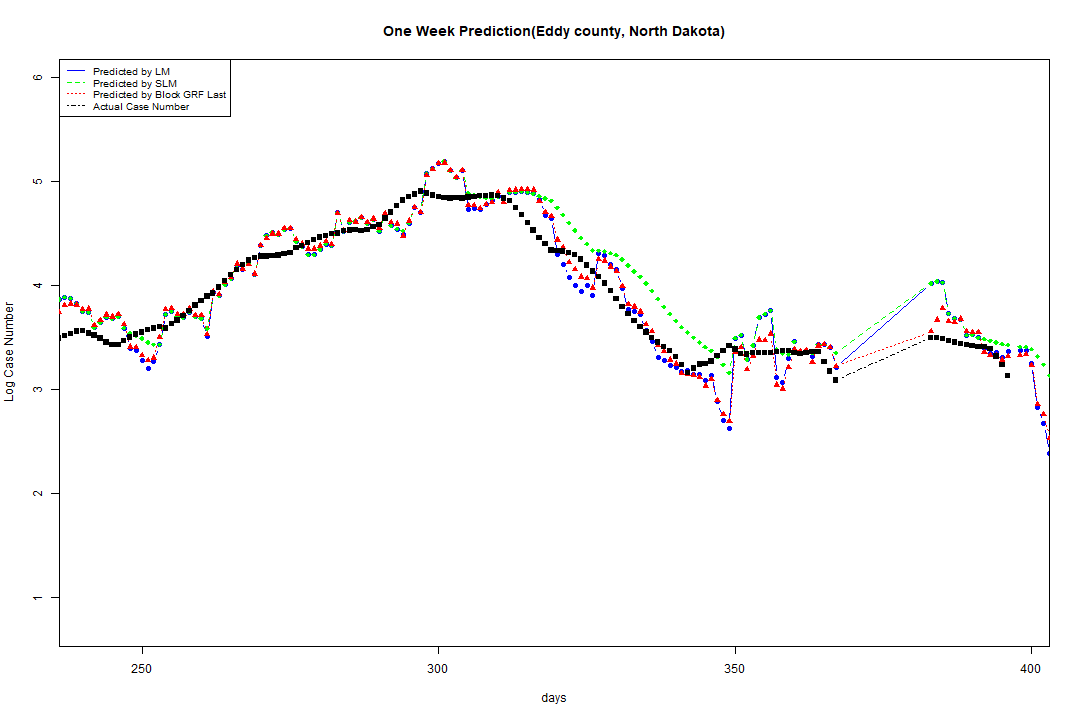 One Week Prediction(Eddy county, North Dakota)
Predicted by LM
Predicted by SLM
Predicted by Block GRF Last
Actual Case Number
6
5
4
3
2
1
Log Case Number
250
300
350
400
days